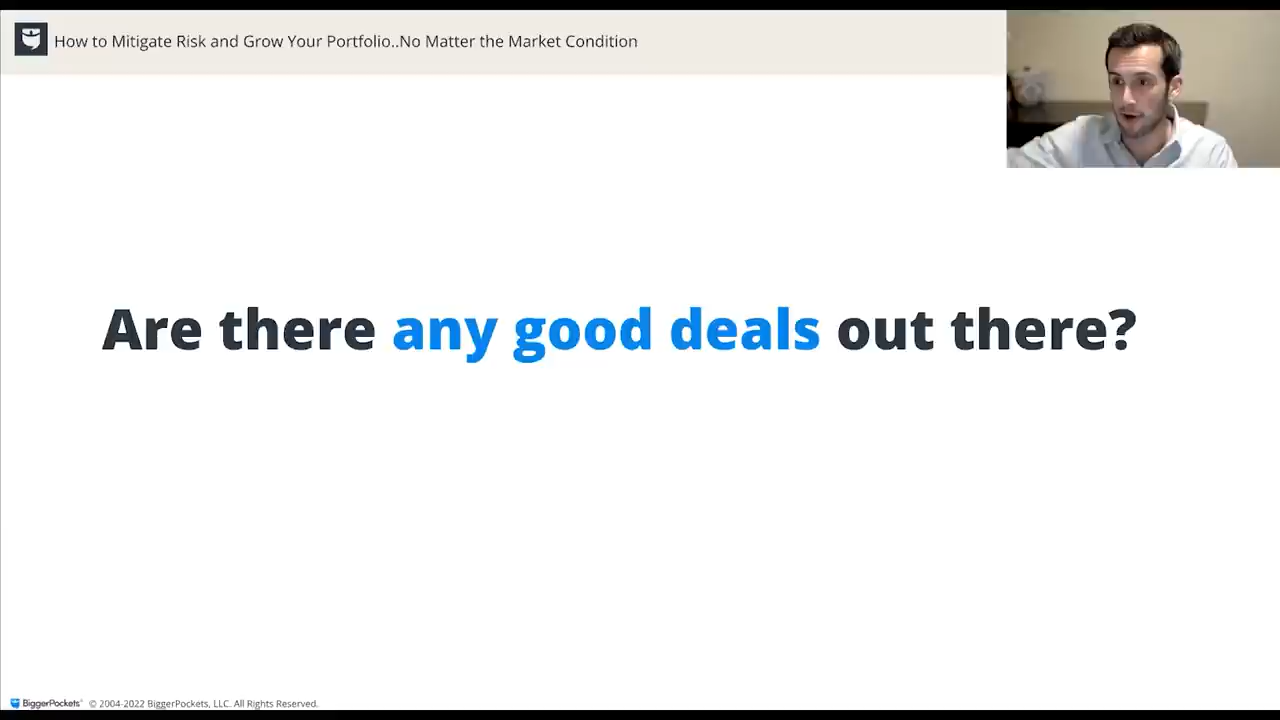 How to Mitigate Risk and Grow Your Portfolio..No Matter the Market Condition
Are there any good deals out there?
BiggerPockets® © 2004-2022 BiggerPockets, LLC. All Rights Reserved.